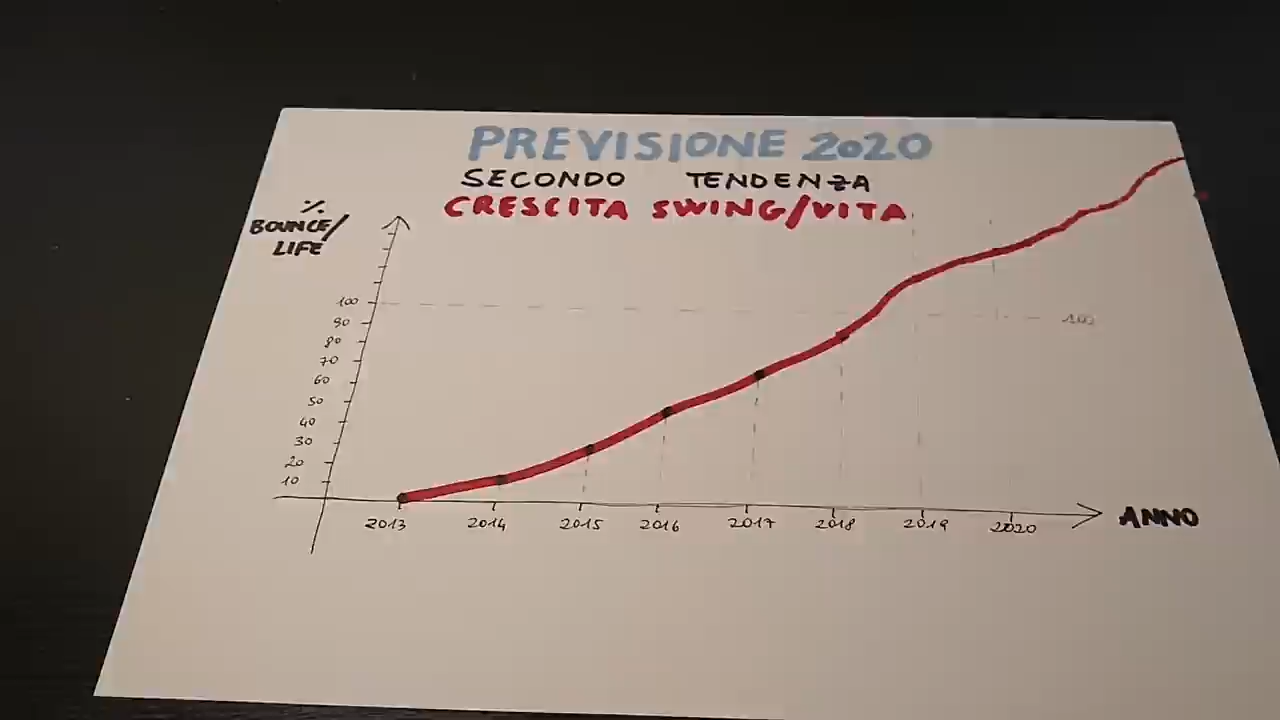 PREVISIONE 2020
SECONDO TENDENZA
CRESCITA SWING/VITA
%
BOUNCE/
LIFE
100
90
80
70
60
50
40
30
20
10
100
2013 2014 2015 2016 2017 2018 2019 2020
ANNO